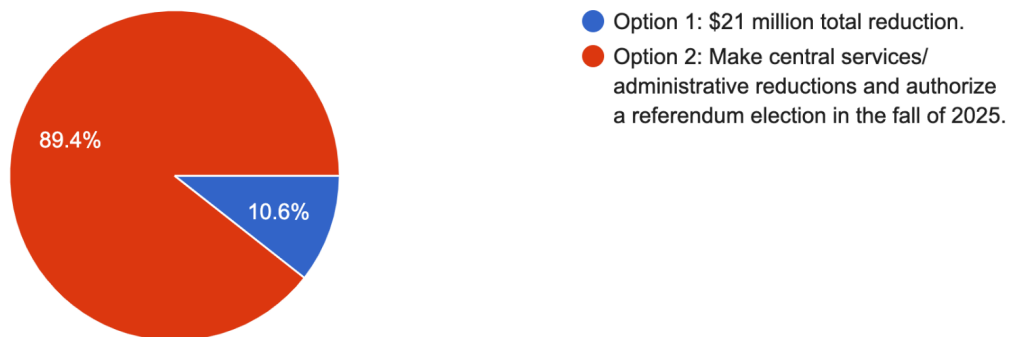 Option 1: $21 million total reduction.
Option 2: Make central services/
administrative reductions and authorize
a referendum election in the fall of 2025.
89.4%
10.6%